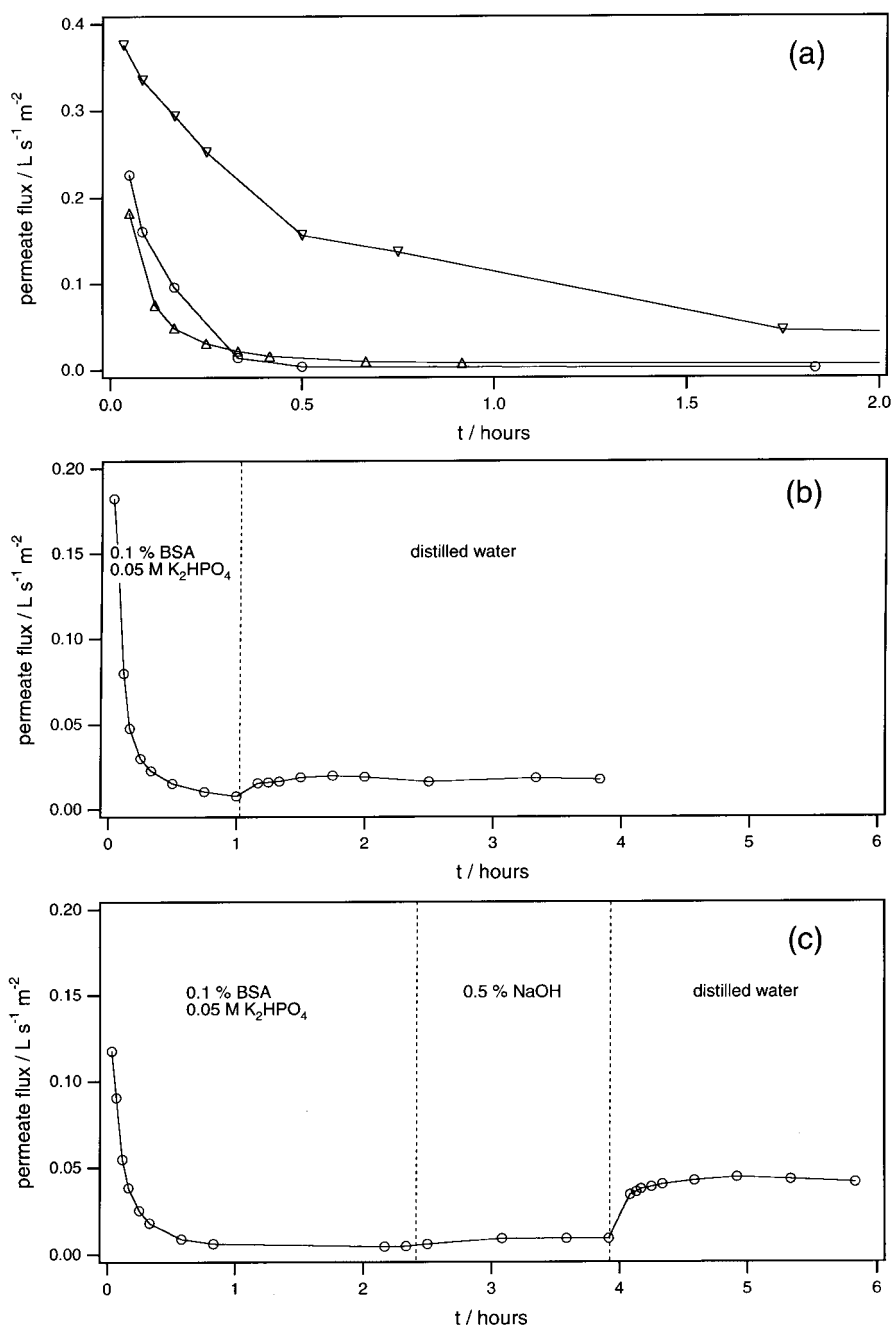 (a)
permeate flux / L s⁻¹ m⁻²
0.4
0.3
0.2
0.1
0.0
0.0 0.5 1.0 1.5 2.0
t / hours
(b)
permeate flux / L s⁻¹ m⁻²
0.20
0.15
0.10
0.05
0.00
0.1 % BSA
0.05 M K₂HPO₄
distilled water
0 1 2 3 4 5 6
t / hours
(c)
permeate flux / L s⁻¹ m⁻²
0.20
0.15
0.10
0.05
0.00
0.1 % BSA
0.05 M K₂HPO₄
0.5 % NaOH
distilled water
0 1 2 3 4 5 6
t / hours